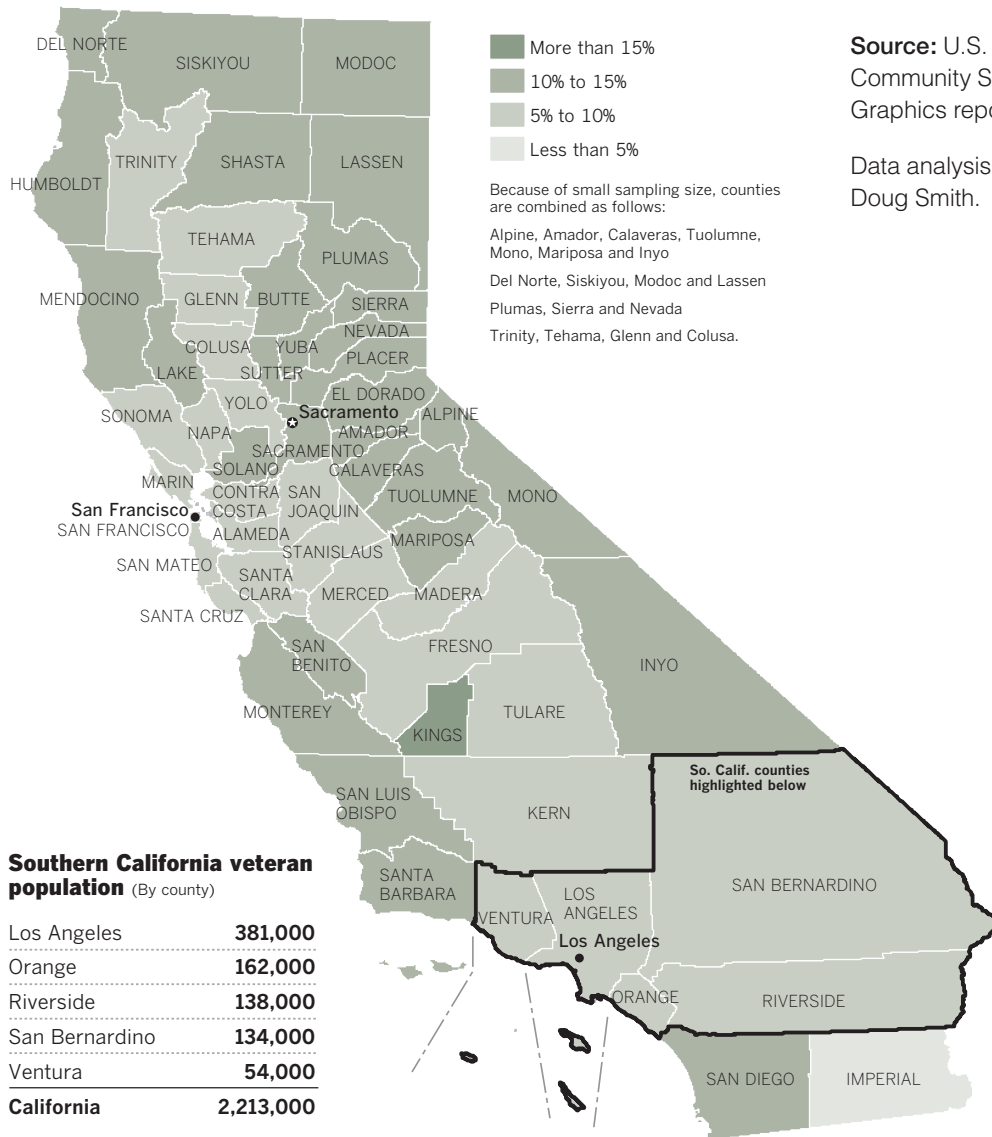 More than 15%
10% to 15%
5% to 10%
Less than 5%
Because of small sampling size, counties
are combined as follows:
Alpine, Amador, Calaveras, Tuolumne,
Mono, Mariposa and Inyo
Del Norte, Siskiyou, Modoc and Lassen
Plumas, Sierra and Nevada
Trinity, Tehama, Glenn and Colusa.
Source: U.S.
Community S
Graphics repo
Data analysis
Doug Smith.
DEL NORTE
SISKIYOU
MODOC
TRINITY
SHASTA
LASSEN
HUMBOLDT
TEHAMA
PLUMAS
MENDOCINO
GLENN
BUTTE
SIERRA
NEVADA
COLUSA
YUBA
PLACER
LAKE
SUTTER
EL DORADO
YOLO
Sacramento
ALPINE
SONOMA
NAPA
AMADOR
SACRAMENTO
SOLANO
CALAVERAS
MARIN
CONTRA
COSTA
SAN
JOAQUIN
TUOLUMNE
MONO
San Francisco
SAN FRANCISCO
ALAMEDA
MARIPOSA
STANISLAUS
SAN MATEO
SANTA
CLARA
MERCED
MADERA
SANTA CRUZ
FRESNO
SAN
BENITO
INYO
MONTEREY
TULARE
KINGS
So. Calif. counties
highlighted below
SAN LUIS
OBISPO
KERN
SANTA
BARBARA
SAN BERNARDINO
VENTURA
LOS
ANGELES
Los Angeles
ORANGE
RIVERSIDE
SAN DIEGO
IMPERIAL
Southern California veteran
population (By county)
Los Angeles 381,000
Orange 162,000
Riverside 138,000
San Bernardino 134,000
Ventura 54,000
California 2,213,000